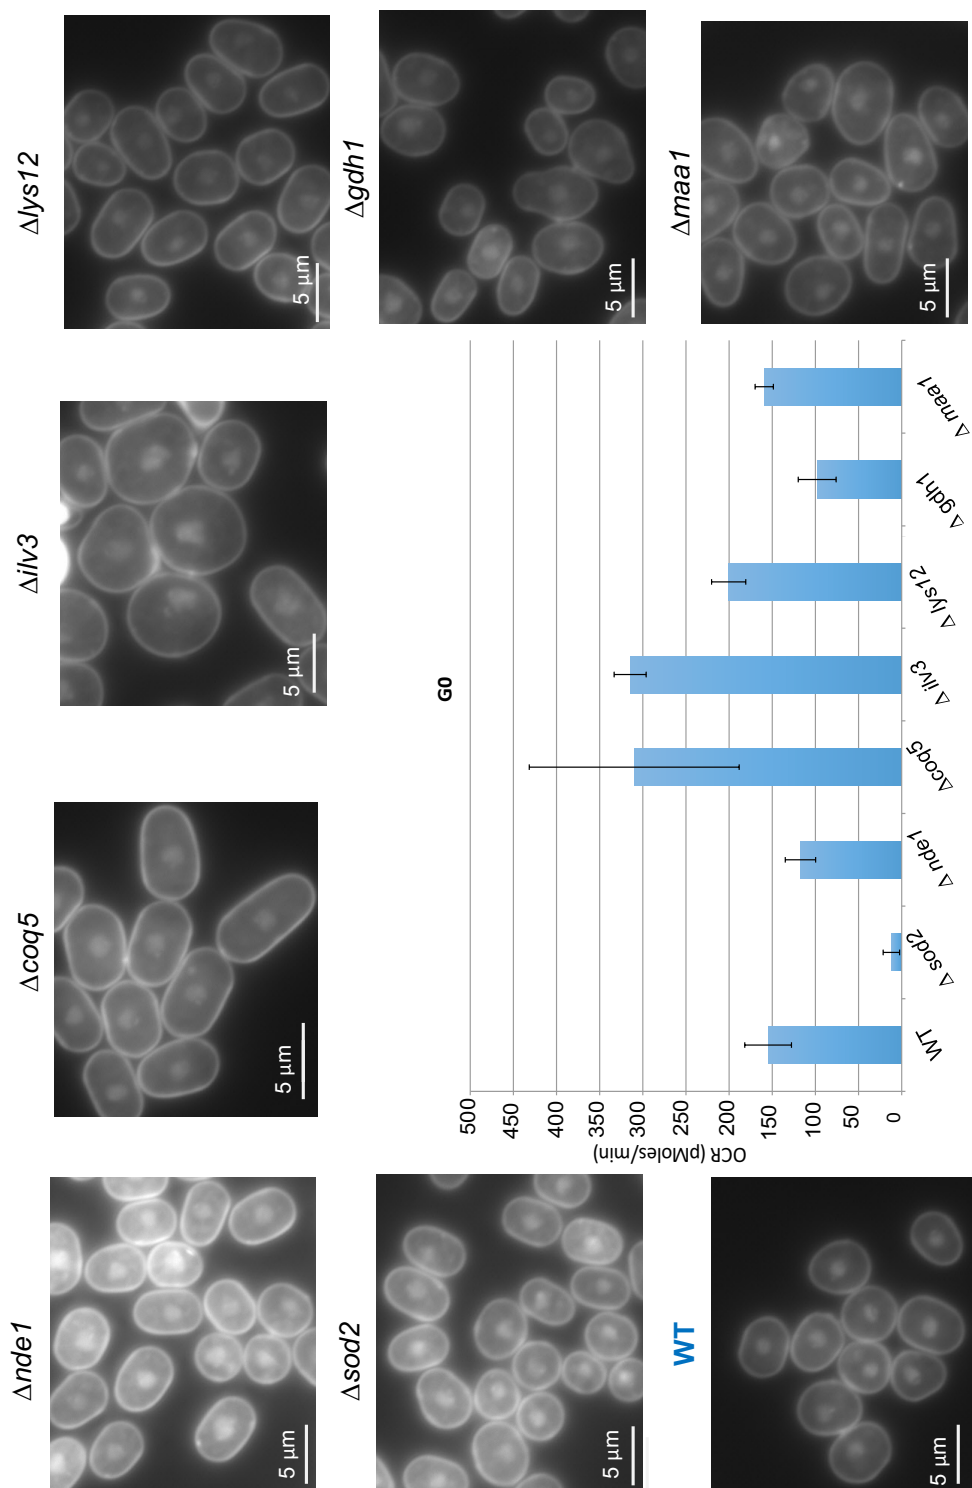 Δnde1
Δcoq5
Δilv3
Δlys12
5 µm
5 µm
5 µm
5 µm
Δsod2
Δgdh1
5 µm
5 µm
G0
500
450
400
350
300
250
200
150
100
50
0
OCR (pMoles/min)
WT
Δ sod2
Δ nde1
Δcoq5
Δ ilv3
Δ lys12
Δ gdh1
Δ maa1
WT
Δmaa1
5 µm
5 µm